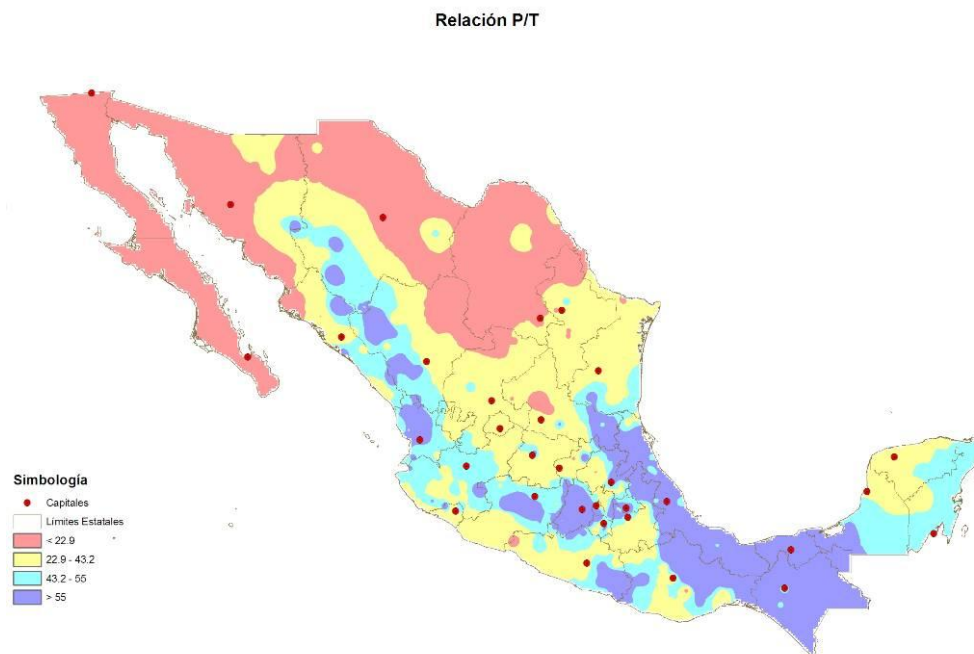 Relación P/T
Simbología
Capitales
Límites Estatales
< 22.9
22.9 - 43.2
43.2 - 55
> 55